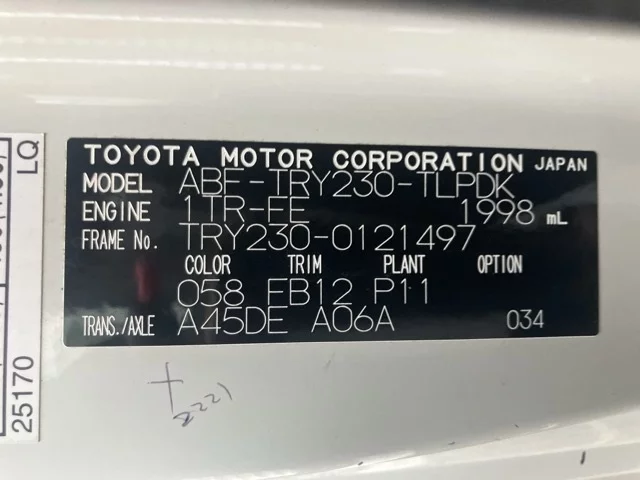 TOYOTA MOTOR CORPORATION JAPAN
MODEL ABF-TRY230-TLPDK
ENGINE 1TR-FE 1998 mL
FRAME No. TRY230-0121497
COLOR TRIM PLANT OPTION
058 FB12 P11
TRANS./AXLE A45DE A06A 034
LQ
25170
2221